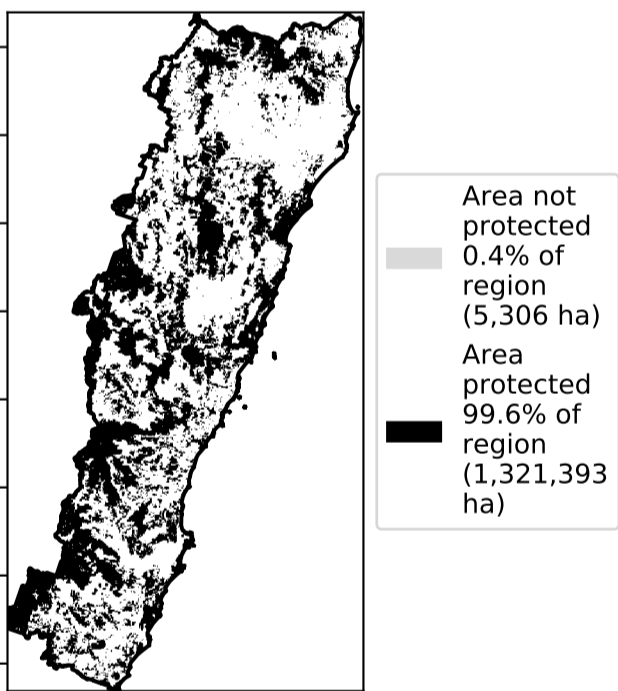 Area not
protected
0.4% of
region
(5,306 ha)
Area
protected
99.6% of
region
(1,321,393
ha)